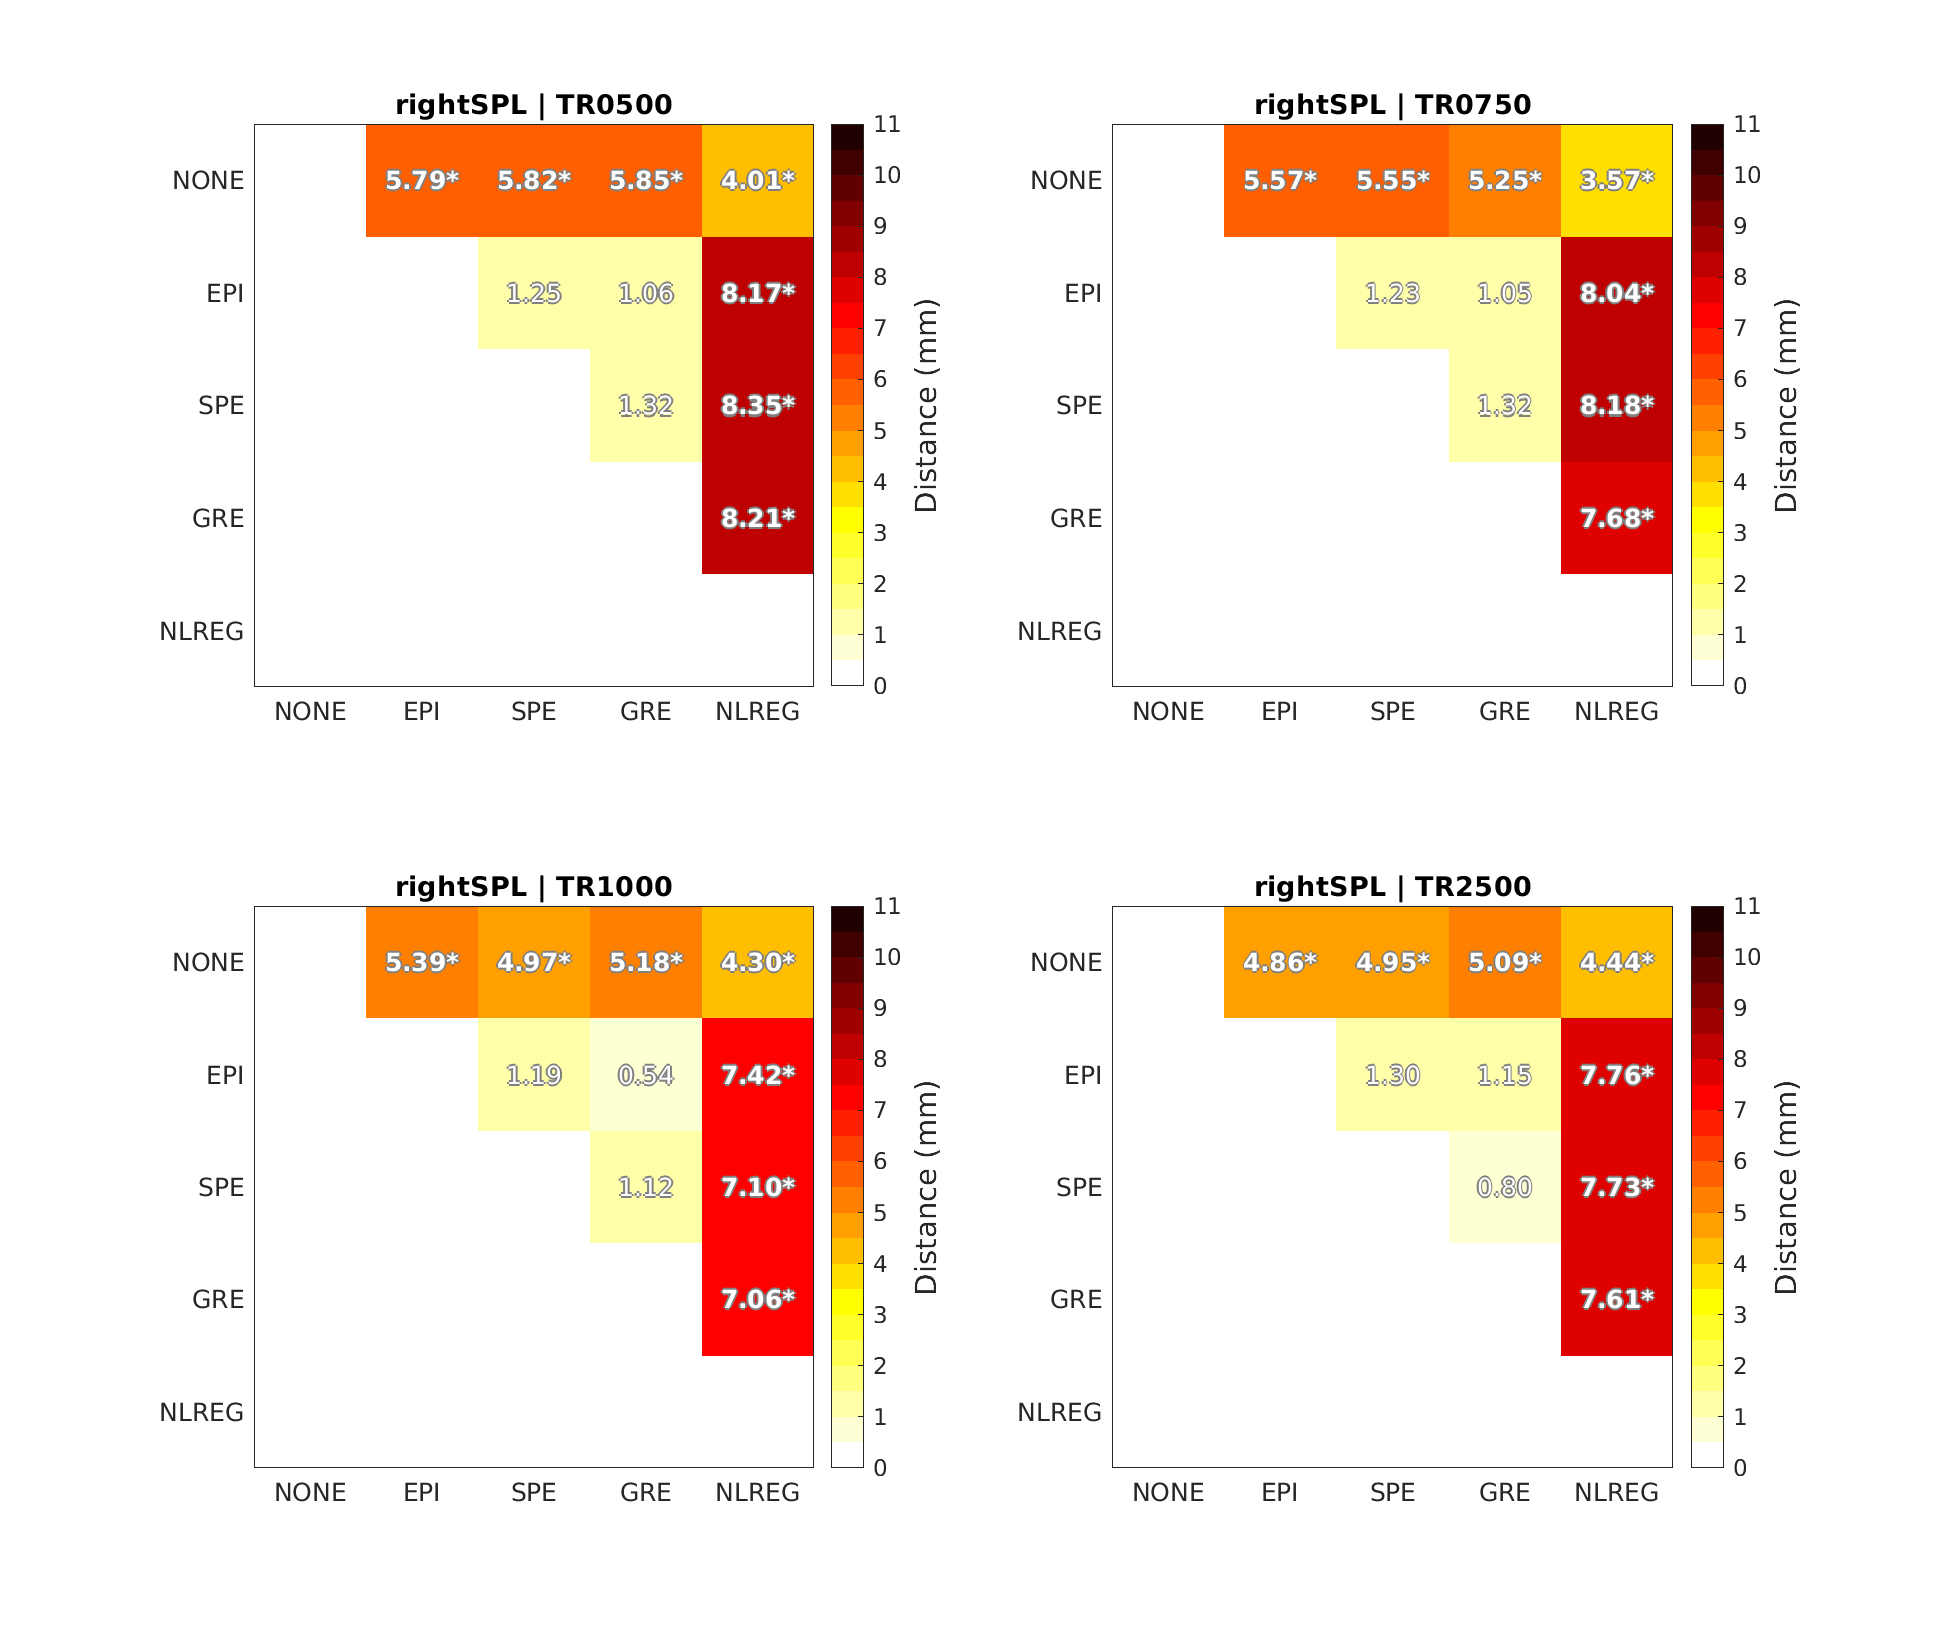 rightSPL | TR0500
NONE 5.79* 5.82* 5.85* 4.01*
EPI 1.25 1.06 8.17*
SPE 1.32 8.35*
GRE 8.21*
NLREG
NONE EPI SPE GRE NLREG
11
10
9
8
7
6
5
4
3
2
1
0
Distance (mm)
rightSPL | TR0750
NONE 5.57* 5.55* 5.25* 3.57*
EPI 1.23 1.05 8.04*
SPE 1.32 8.18*
GRE 7.68*
NLREG
NONE EPI SPE GRE NLREG
11
10
9
8
7
6
5
4
3
2
1
0
Distance (mm)
rightSPL | TR1000
NONE 5.39* 4.97* 5.18* 4.30*
EPI 1.19 0.54 7.42*
SPE 1.12 7.10*
GRE 7.06*
NLREG
NONE EPI SPE GRE NLREG
11
10
9
8
7
6
5
4
3
2
1
0
Distance (mm)
rightSPL | TR2500
NONE 4.86* 4.95* 5.09* 4.44*
EPI 1.30 1.15 7.76*
SPE 0.80 7.73*
GRE 7.61*
NLREG
NONE EPI SPE GRE NLREG
11
10
9
8
7
6
5
4
3
2
1
0
Distance (mm)